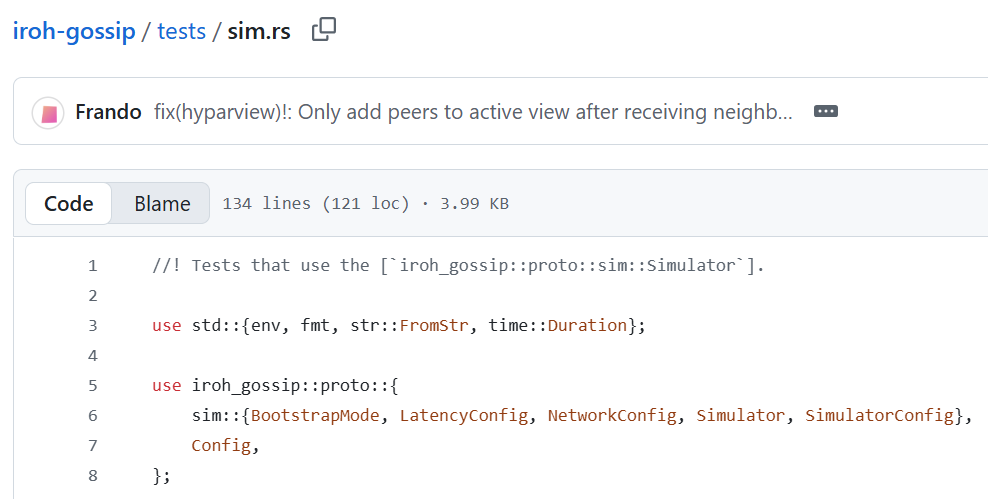 iroh-gossip / tests / sim.rs
Frando fix(hyparview)!: Only add peers to active view after receiving neighb...
Code Blame 134 lines (121 loc) · 3.99 KB
1 //! Tests that use the [`iroh_gossip::proto::sim::Simulator`].
2
3 use std::{env, fmt, str::FromStr, time::Duration};
4
5 use iroh_gossip::proto::{
6     sim::{BootstrapMode, LatencyConfig, NetworkConfig, Simulator, SimulatorConfig},
7     Config,
8 };